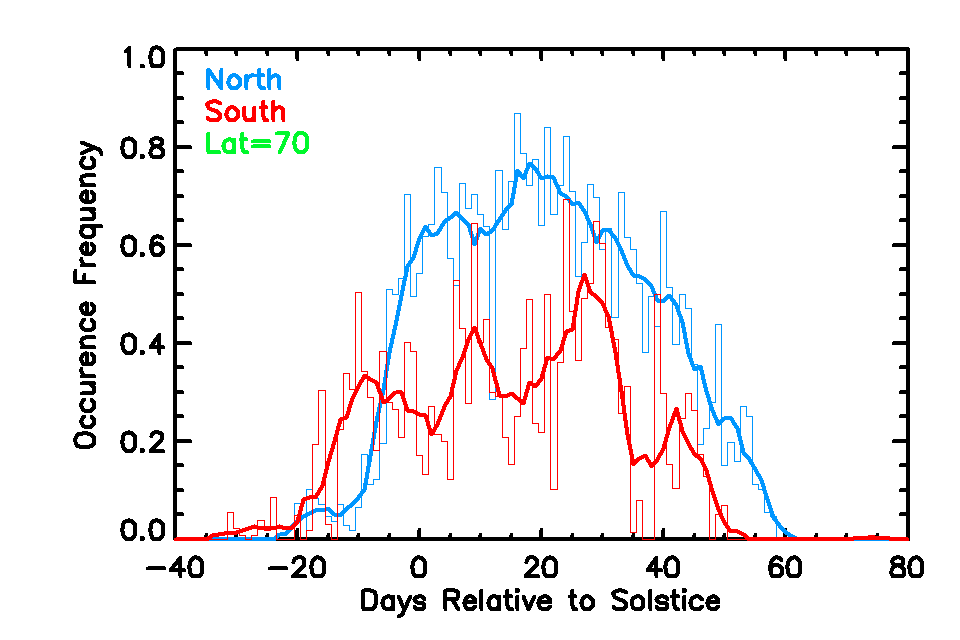 1.0
North
South
Lat=70
0.8
0.6
0.4
0.2
0.0
Occurence Frequency
-40 -20 0 20 40 60 80
Days Relative to Solstice